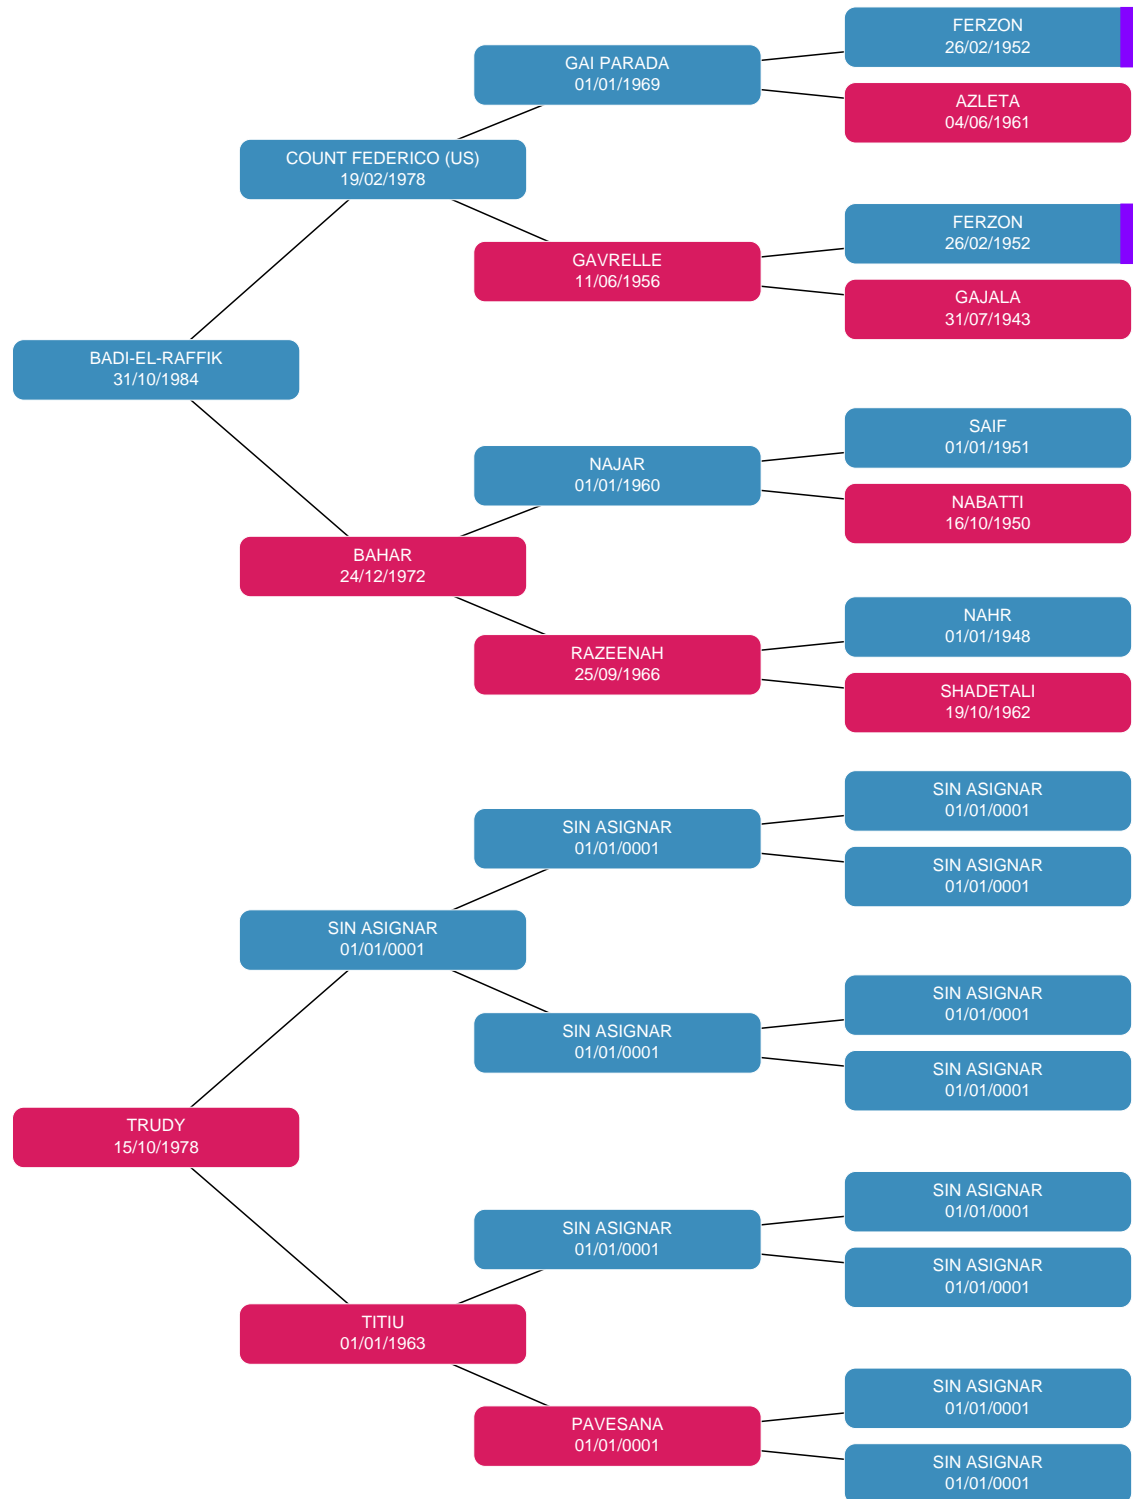 FERZON
26/02/1952
GAI PARADA
01/01/1969
AZLETA
04/06/1961
COUNT FEDERICO (US)
19/02/1978
FERZON
26/02/1952
GAVRELLE
11/06/1956
GAJALA
31/07/1943
BADI-EL-RAFFIK
31/10/1984
SAIF
01/01/1951
NAJAR
01/01/1960
NABATTI
16/10/1950
BAHAR
24/12/1972
NAHR
01/01/1948
RAZEENAH
25/09/1966
SHADETALI
19/10/1962
SIN ASIGNAR
01/01/0001
SIN ASIGNAR
01/01/0001
SIN ASIGNAR
01/01/0001
SIN ASIGNAR
01/01/0001
SIN ASIGNAR
01/01/0001
SIN ASIGNAR
01/01/0001
SIN ASIGNAR
01/01/0001
TRUDY
15/10/1978
SIN ASIGNAR
01/01/0001
SIN ASIGNAR
01/01/0001
SIN ASIGNAR
01/01/0001
TITIU
01/01/1963
SIN ASIGNAR
01/01/0001
PAVESANA
01/01/0001
SIN ASIGNAR
01/01/0001